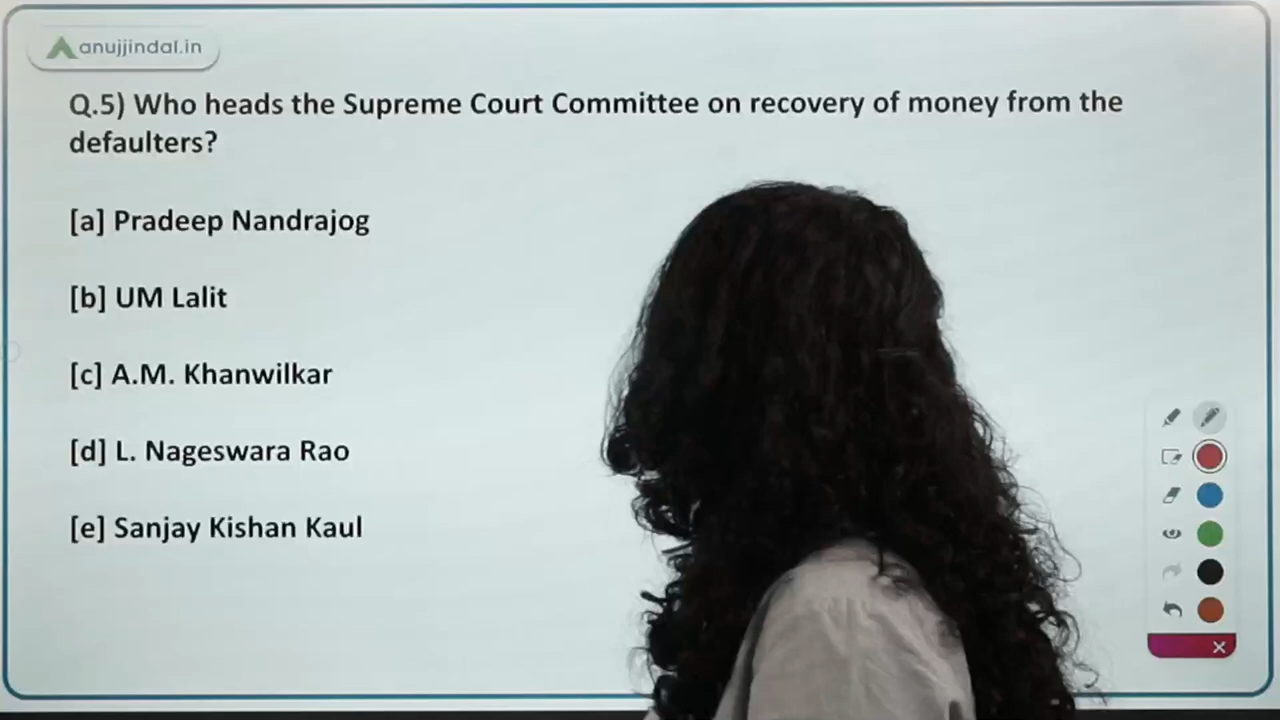 anujjindal.in
Q.5) Who heads the Supreme Court Committee on recovery of money from the
defaulters?
[a] Pradeep Nandrajog
[b] UM Lalit
[c] A.M. Khanwilkar
[d] L. Nageswara Rao
[e] Sanjay Kishan Kaul